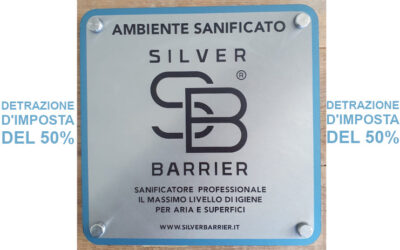 AMBIENTE SANIFICATO
SILVER
SB®
BARRIER
SANIFICATORE PROFESSIONALE
IL MASSIMO LIVELLO DI IGIENE
PER ARIA E SUPERFICI
WWW.SILVERBARRIER.IT
DETRAZIONE
D'IMPOSTA
DEL 50%
DETRAZIONE
D'IMPOSTA
DEL 50%